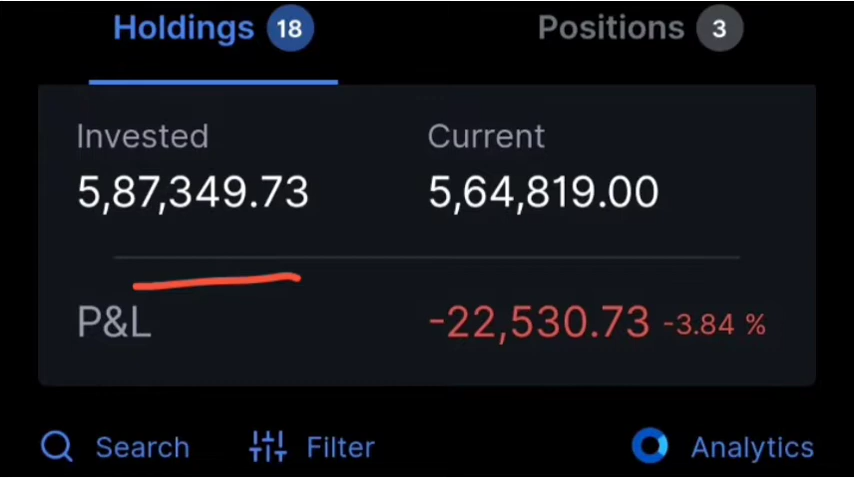 Holdings 18 Positions 3
Invested Current
5,87,349.73 5,64,819.00
P&L -22,530.73 -3.84 %
Search Filter Analytics